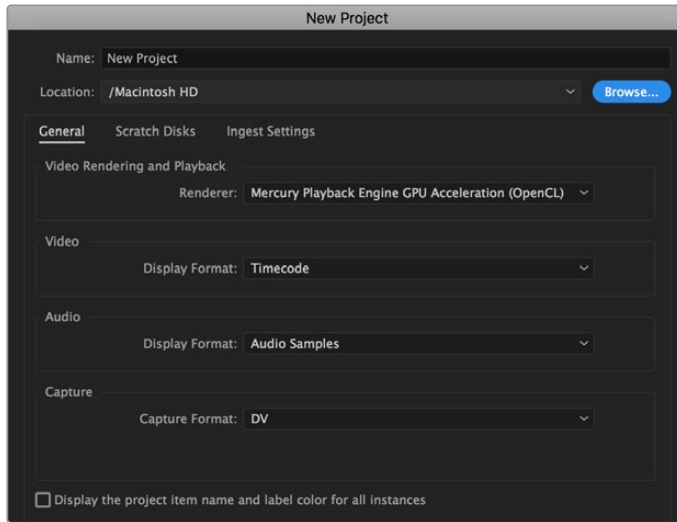 New Project
Name: New Project
Location: /Macintosh HD Browse...
General Scratch Disks Ingest Settings
Video Rendering and Playback
Renderer: Mercury Playback Engine GPU Acceleration (OpenCL)
Video
Display Format: Timecode
Audio
Display Format: Audio Samples
Capture
Capture Format: DV
Display the project item name and label color for all instances